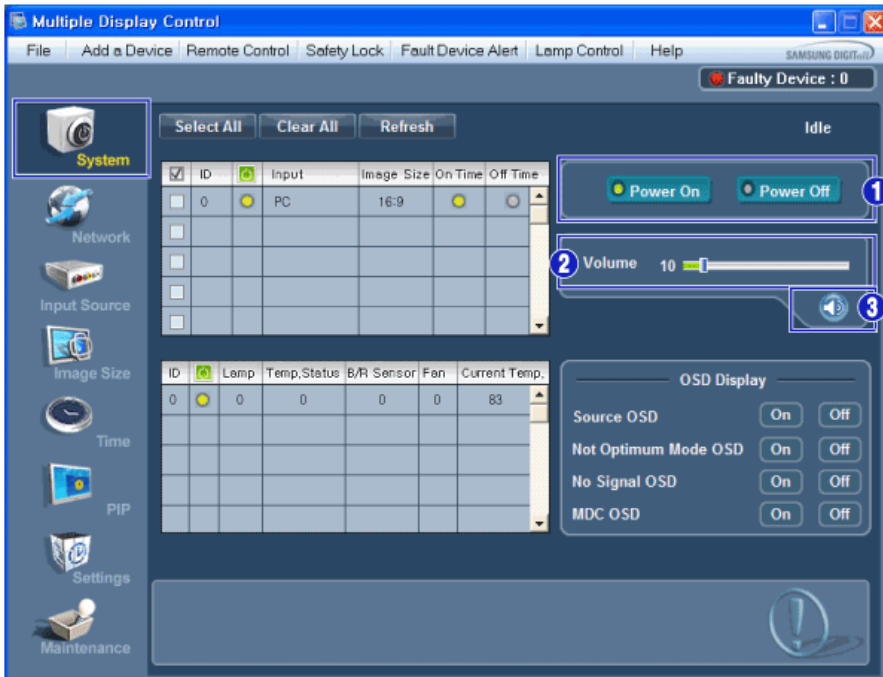 Multiple Display Control
File Add a Device Remote Control Safety Lock Fault Device Alert Lamp Control Help
SAMSUNG DIGITall
Faulty Device : 0
System
Network
Input Source
Image Size
Time
PIP
Settings
Maintenance
Select All Clear All Refresh
Idle
ID Input Image Size On Time Off Time
0 PC 16:9
Power On Power Off 1
2 Volume 10
3
ID Lamp Temp,Status B/R Sensor Fan Current Temp,
0 0 0 0 0 83
OSD Display
Source OSD On Off
Not Optimum Mode OSD On Off
No Signal OSD On Off
MDC OSD On Off